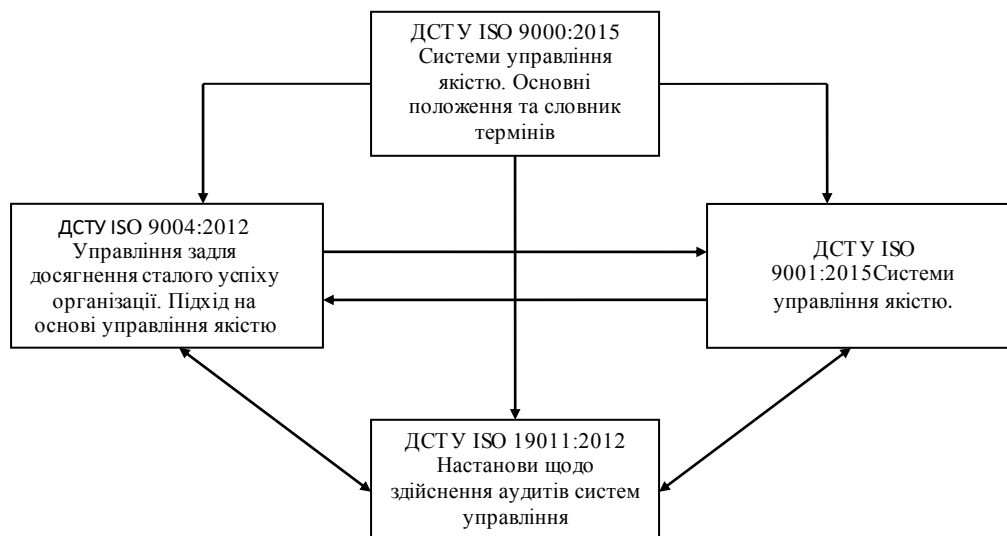 ДСТУ ISO 9000:2015
Системи управління
якістю. Основні
положення та словник
термінів
ДСТУ ISO 9004:2012
Управління задля
досягнення сталого успіху
організації. Підхід на
основі управління якістю
ДСТУ ISO
9001:2015Системи
управління якістю.
ДСТУ ISO 19011:2012
Настанови щодо
здійснення аудитів систем
управління